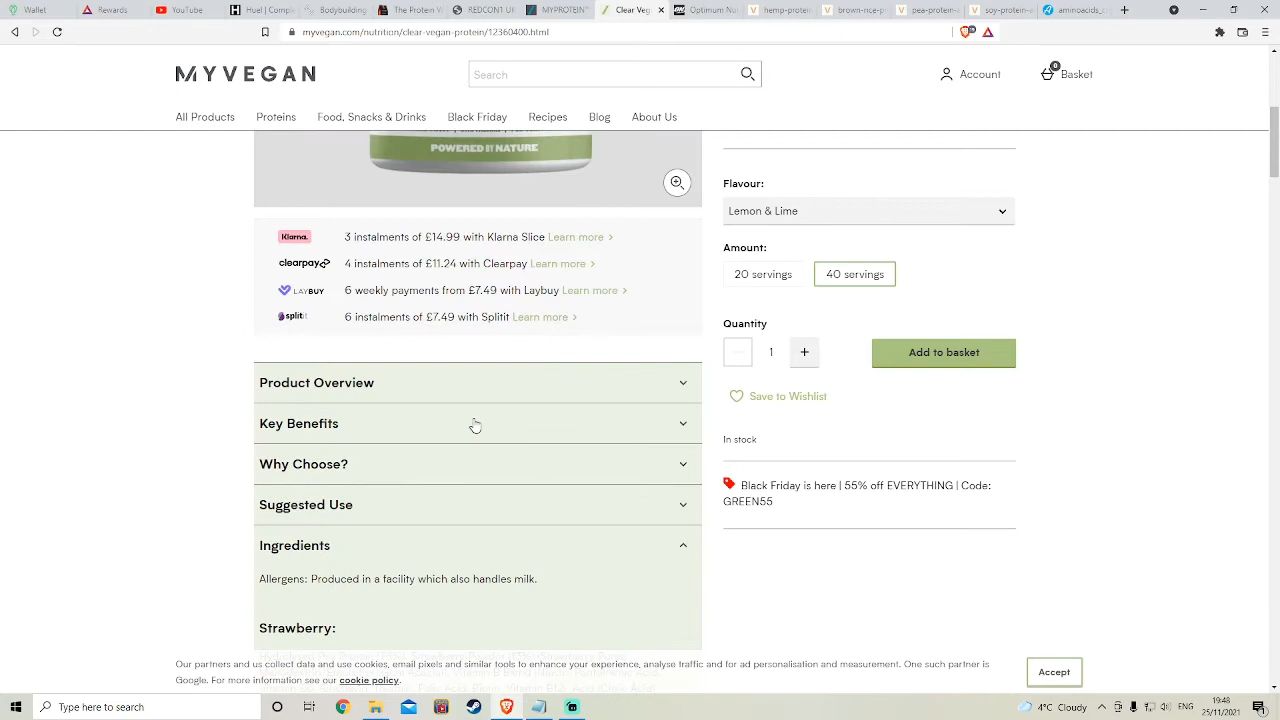 Wallet
Rewards
YouTube
Huel | Compa
Bodybuilding
The Protein W
REDCON1
MYPROTEIN
Clear Veg
Optimum Nu
hemp-protein
browrice-prot
pea-protein-e
soy-protein-e
aminoacids_c
myvegan.com/nutrition/clear-vegan-protein/12360400.html
MYVEGAN
Search
Account
0
Basket
All Products Proteins Food, Snacks & Drinks Black Friday Recipes Blog About Us
POWERED BY NATURE
Klarna. 3 instalments of £14.99 with Klarna Slice Learn more >
clearpay 4 instalments of £11.24 with Clearpay Learn more >
LAYBUY 6 weekly payments from £7.49 with Laybuy Learn more >
splitit 6 instalments of £7.49 with Splitit Learn more >
Product Overview
Key Benefits
Why Choose?
Suggested Use
Ingredients
Allergens: Produced in a facility which also handles milk.
Strawberry:
Flavour:
Lemon & Lime
Amount:
20 servings 40 servings
Quantity
1 + Add to basket
Save to Wishlist
In stock
Black Friday is here | 55% off EVERYTHING | Code:
GREEN55
Our partners and us collect data and use cookies, email pixels and similar tools to enhance your experience, analyse traffic and for ad personalisation and measurement. One such partner is
Google. For more information see our cookie policy.
Accept
Type here to search
4°C Cloudy
ENG
19:48
25/11/2021